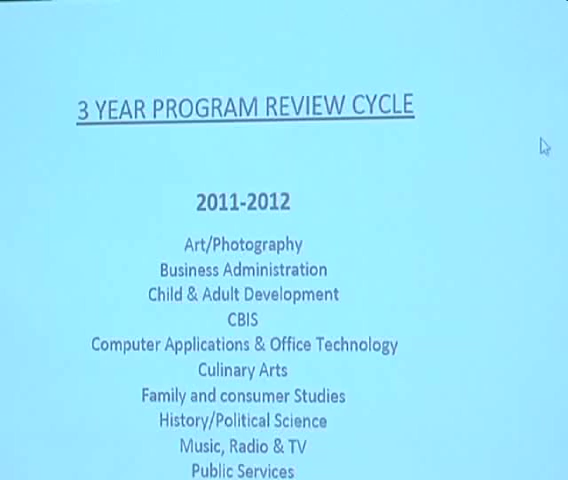 3 YEAR PROGRAM REVIEW CYCLE
2011-2012
Art/Photography
Business Administration
Child & Adult Development
CBIS
Computer Applications & Office Technology
Culinary Arts
Family and consumer Studies
History/Political Science
Music, Radio & TV
Public Services